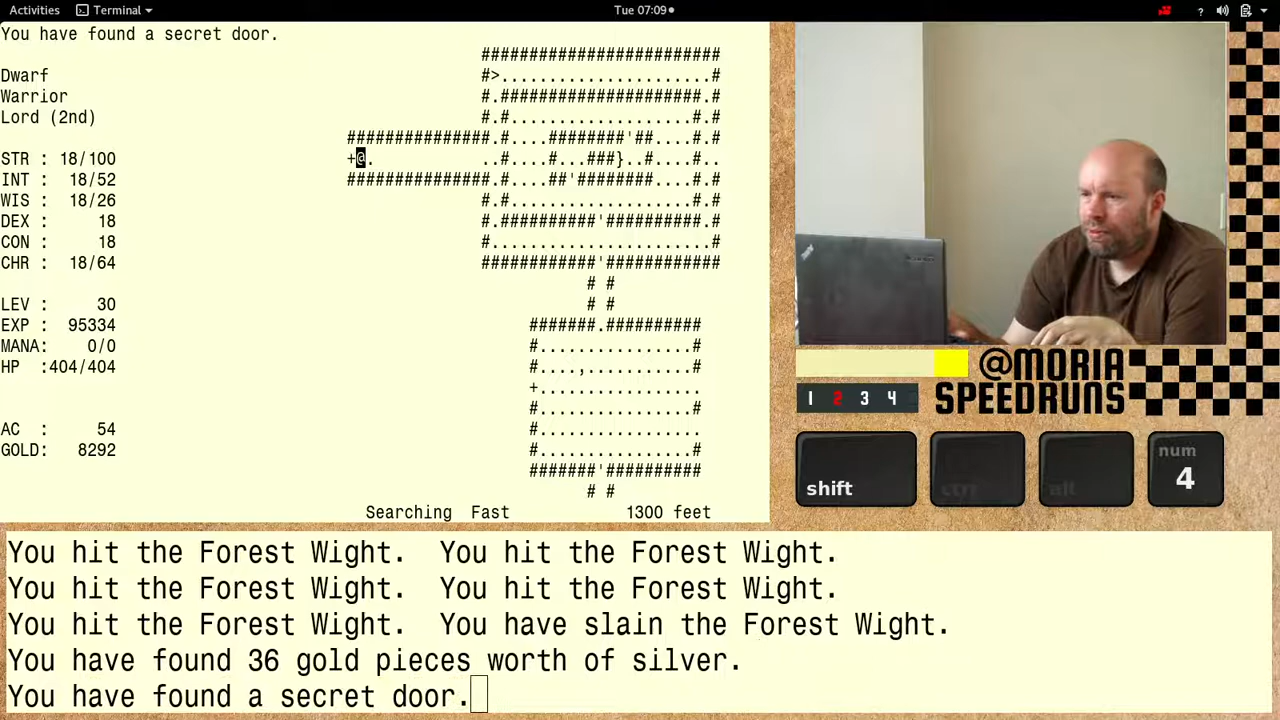 Activities Terminal Tue 07:09 ?
You have found a secret door.
#########################
Dwarf #>......................#
Warrior #.#####################.#
Lord (2nd) #.#...................#.#
###############.#....########'##....#.#
STR : 18/100 +@. ..#....#...###}..#....#..
INT : 18/52 ###############.#....##'########....#.#
WIS : 18/26 #.#...................#.#
DEX : 18 #.##########'##########.#
CON : 18 #.......................#
CHR : 18/64 ############'############
# #
LEV : 30 # #
EXP : 95334 #######.##########
MANA: 0/0 #................#
HP :404/404 #....,...........#
+.................
#................#
AC : 54 #.................
GOLD: 8292 #................#
#######'##########
# #
Searching Fast 1300 feet
You hit the Forest Wight. You hit the Forest Wight.
You hit the Forest Wight. You hit the Forest Wight.
You hit the Forest Wight. You have slain the Forest Wight.
You have found 36 gold pieces worth of silver.
You have found a secret door.
@MORIA
SPEEDRUNS
1 2 3 4
shift ctrl alt num
4